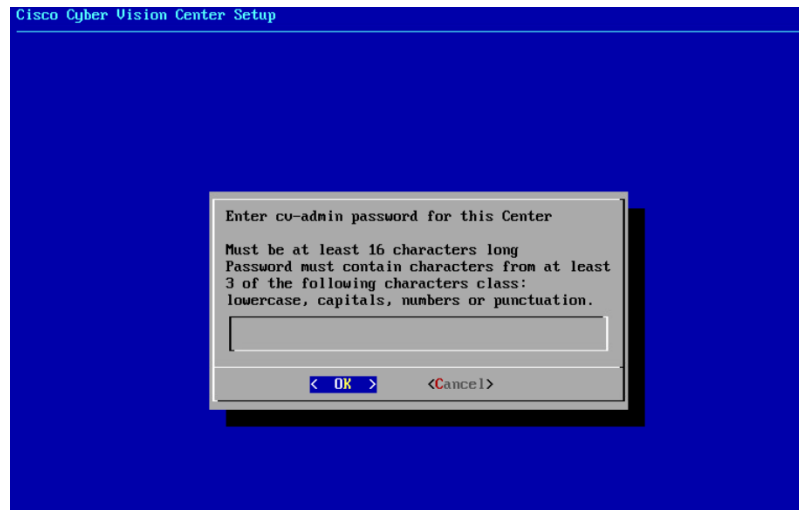 Cisco Cyber Vision Center Setup
Enter cv-admin password for this Center
Must be at least 16 characters long
Password must contain characters from at least
3 of the following characters class:
lowercase, capitals, numbers or punctuation.
< OK > <Cancel>